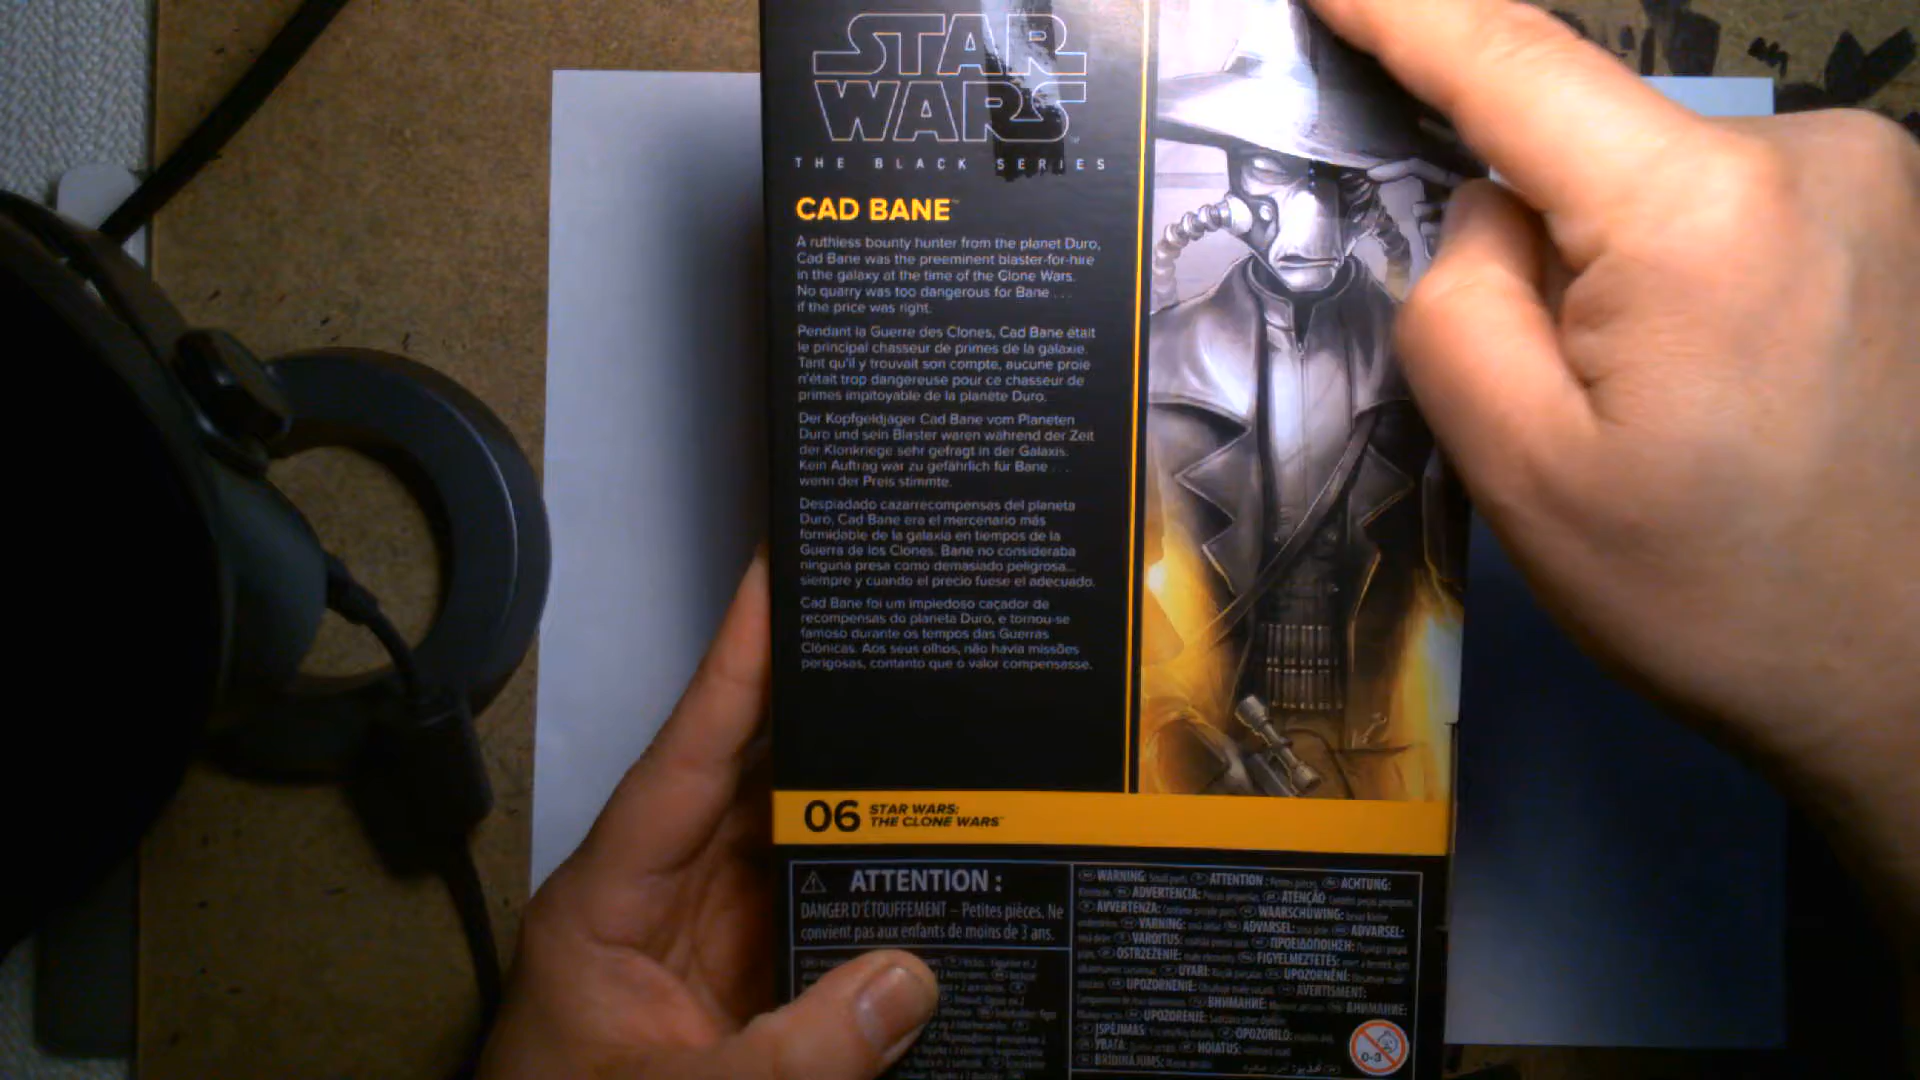 STAR
WARS
THE BLACK SERIES
CAD BANE™
A ruthless bounty hunter from the planet Duro,
Cad Bane was the preeminent blaster-for-hire
in the galaxy at the time of the Clone Wars.
No quarry was too dangerous for Bane . . .
if the price was right.
Pendant la Guerre des Clones, Cad Bane était
le principal chasseur de primes de la galaxie.
Tant qu'il y trouvait son compte, aucune proie
n'était trop dangereuse pour ce chasseur de
primes impitoyable de la planète Duro.
Der Kopfgeldjäger Cad Bane vom Planeten
Duro und sein Blaster waren während der Zeit
der Klonkriege sehr gefragt in der Galaxis.
Kein Auftrag war zu gefährlich für Bane . . .
wenn der Preis stimmte.
Despiadado cazarrecompensas del planeta
Duro, Cad Bane era el mercenario más
formidable de la galaxia en tiempos de la
Guerra de los Clones. Bane no consideraba
ninguna presa como demasiado peligrosa...
siempre y cuando el precio fuese el adecuado.
Cad Bane foi um impiedoso caçador de
recompensas do planeta Duro, e tornou-se
famoso durante os tempos das Guerras
Clónicas. Aos seus olhos, não havia missões
perigosas, contanto que o valor compensasse.
06 STAR WARS:
THE CLONE WARS™
ATTENTION :
DANGER D'ÉTOUFFEMENT – Petites pièces. Ne
convient pas aux enfants de moins de 3 ans.
WARNING: Small parts. ATTENTION : Petites pièces. ACHTUNG:
ADVERTENCIA: ATENÇÃO
AVVERTENZA: WAARSCHUWING:
VARNING: ADVARSEL: ADVARSEL:
VAROITUS: ΠΡΟΕΙΔΟΠΟΙΗΣΗ:
OSTRZEŻENIE: FIGYELMEZTETÉS:
UYARI: UPOZORNĚNÍ:
UPOZORNENIE: AVERTISMENT:
ВНИМАНИЕ: ВНИМАНИЕ:
UPOZORENJE:
ĮSPĖJIMAS: OPOZORILO:
УВАГА: HOIATUS:
BRĪDINĀJUMS:
0-3